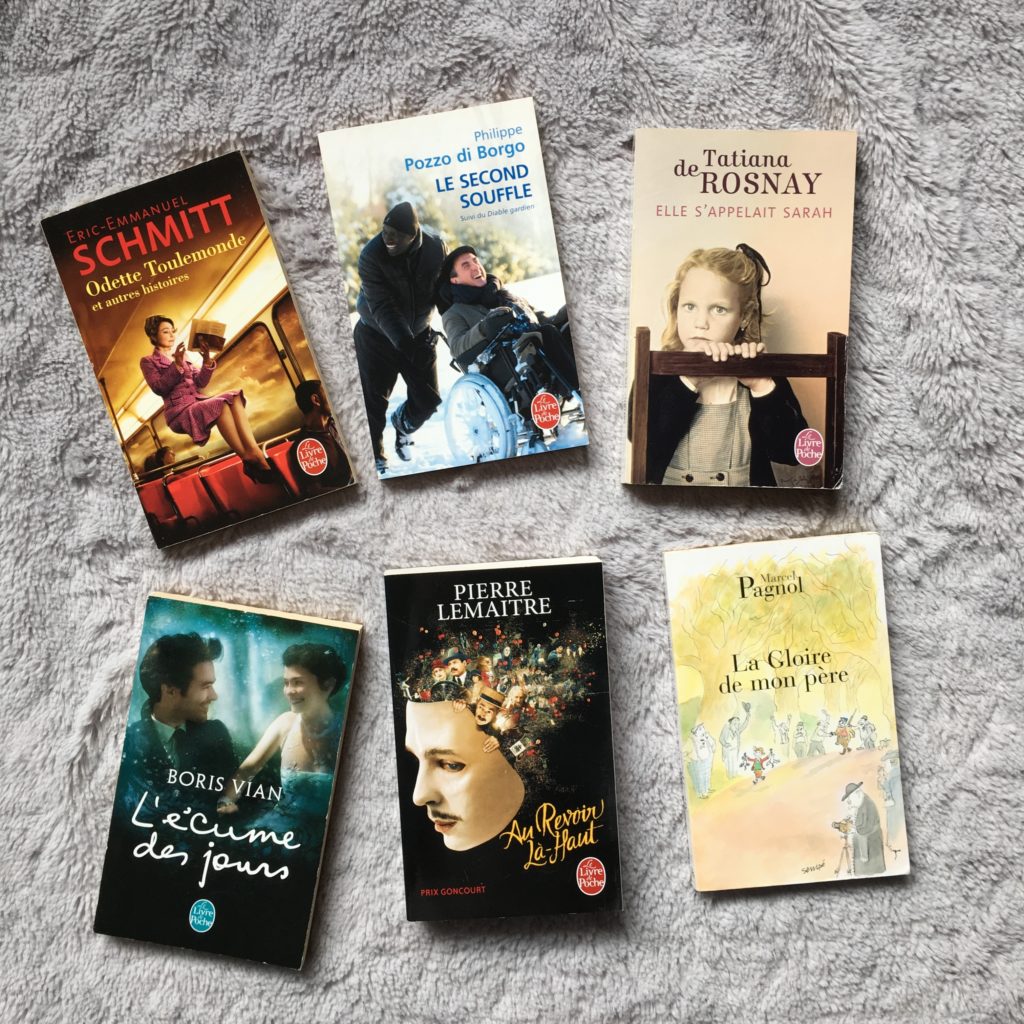 ERIC-EMMANUEL
SCHMITT
Odette Toulemonde
et autres histoires
Le
Livre
de
Poche
Philippe
Pozzo di Borgo
LE SECOND
SOUFFLE
Suivi du Diable gardien
Le
Livre
de
Poche
Tatiana
de ROSNAY
ELLE S'APPELAIT SARAH
Le
Livre
de
Poche
BORIS VIAN
L'écume
des jours
Le
Livre
de
Poche
PIERRE
LEMAITRE
Au Revoir
Là-Haut
PRIX GONCOURT
Le
Livre
de
Poche
Marcel
Pagnol
La Gloire
de mon père
sempé